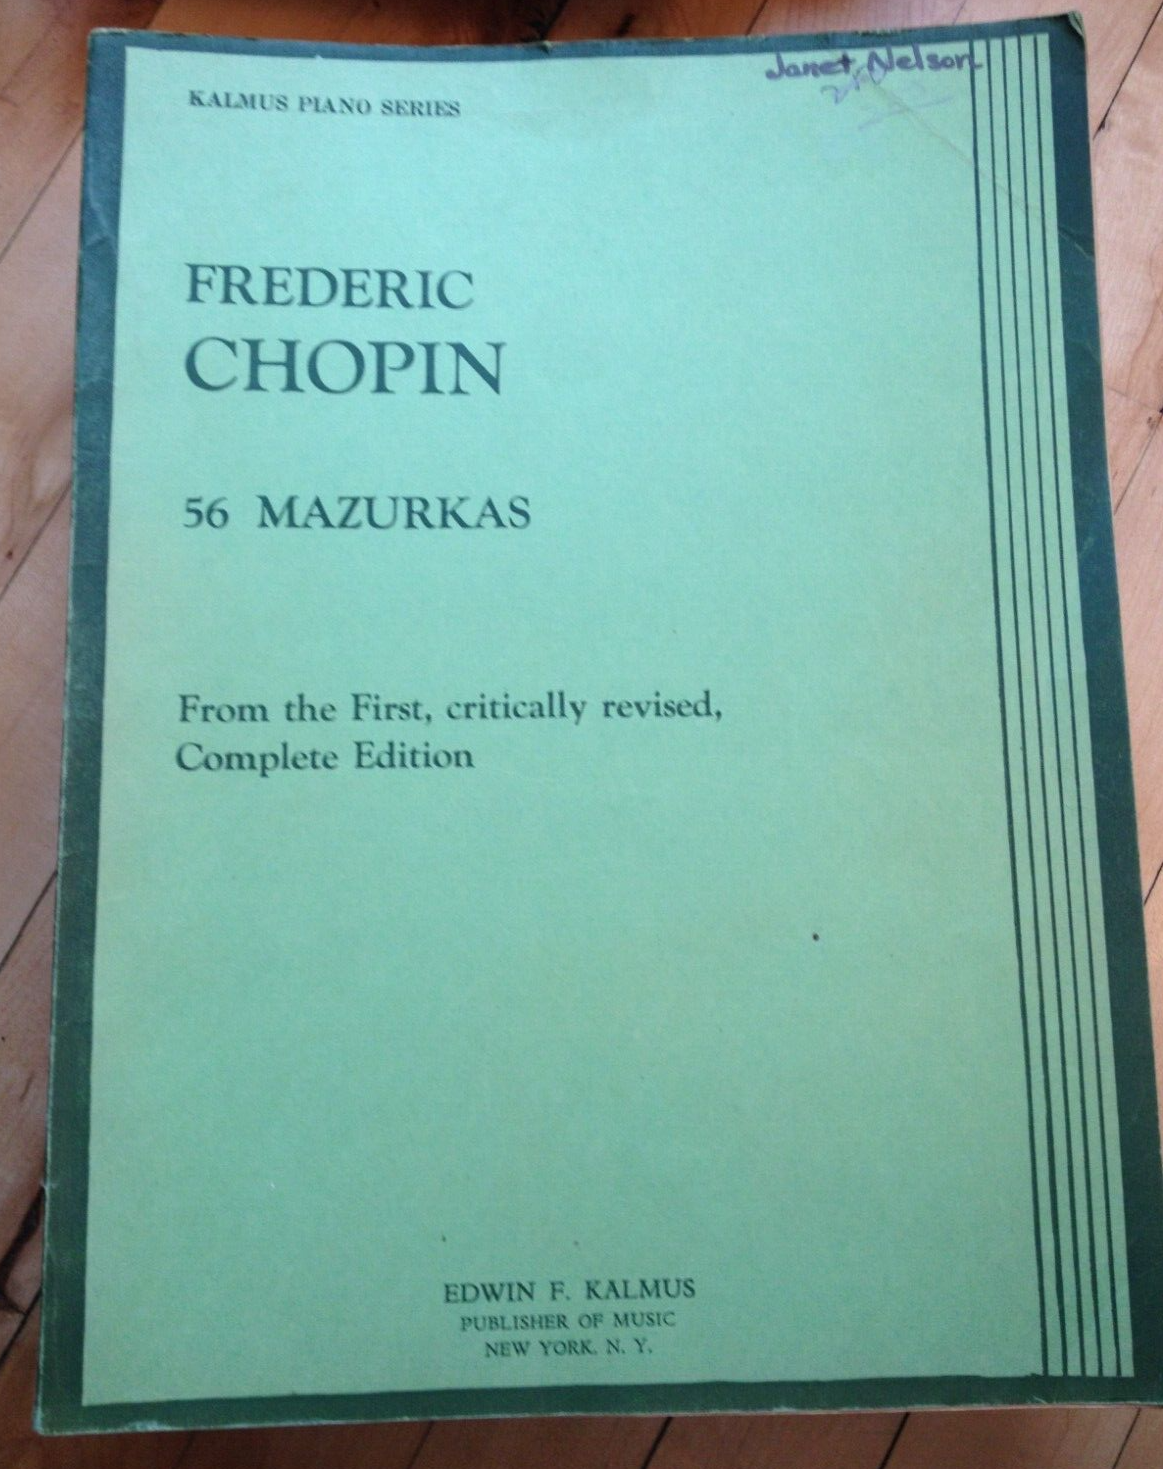 Janet Nelson
KALMUS PIANO SERIES
FREDERIC
CHOPIN
56 MAZURKAS
From the First, critically revised,
Complete Edition
EDWIN F. KALMUS
PUBLISHER OF MUSIC
NEW YORK, N. Y.